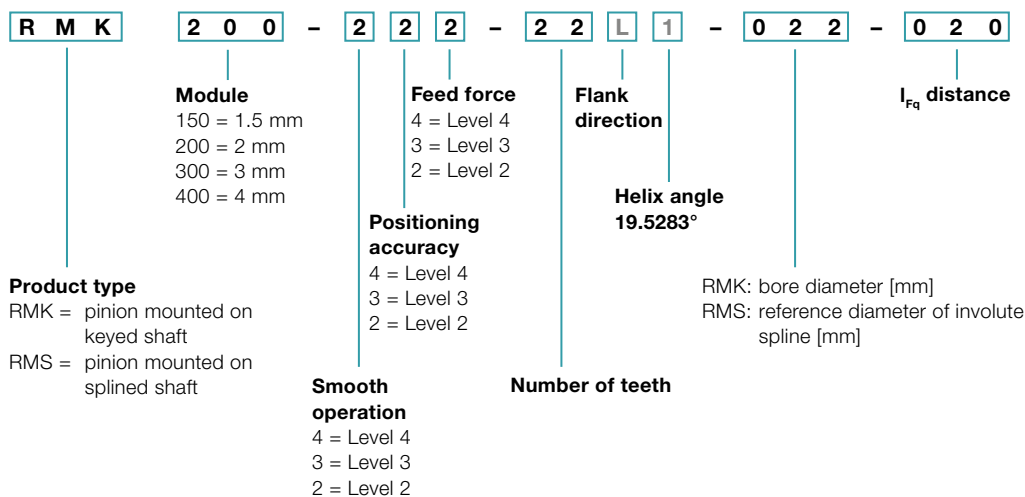 R M K 2 0 0 – 2 2 2 – 2 2 L 1 – 0 2 2 – 0 2 0
Module
150 = 1.5 mm
200 = 2 mm
300 = 3 mm
400 = 4 mm
Feed force
4 = Level 4
3 = Level 3
2 = Level 2
Flank
direction
l_Fq distance
Helix angle
19.5283°
Positioning
accuracy
4 = Level 4
3 = Level 3
2 = Level 2
Product type
RMK = pinion mounted on
keyed shaft
RMS = pinion mounted on
splined shaft
RMK: bore diameter [mm]
RMS: reference diameter of involute
spline [mm]
Smooth
operation
4 = Level 4
3 = Level 3
2 = Level 2
Number of teeth